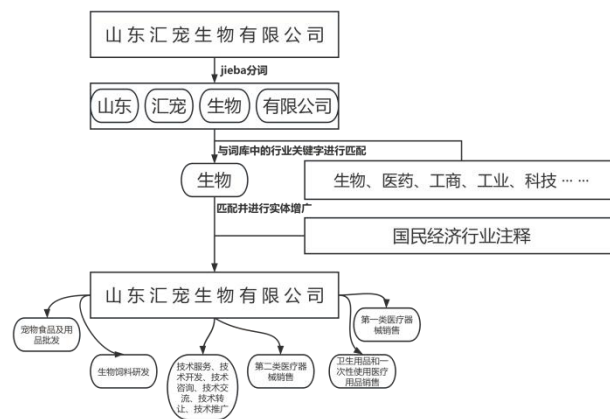 山东汇宠生物有限公司
jieba分词
山东 汇宠 生物 有限公司
与词库中的行业关键字进行匹配
生物
生物、医药、工商、工业、科技 ··· ···
匹配并进行实体增广
国民经济行业注释
山东汇宠生物有限公司
宠物食品及用
品批发
生物饲料研发
技术服务、技
术开发、技术
咨询、技术交
流、技术转
让、技术推广
第二类医疗器
械销售
卫生用品和一
次性使用医疗
用品销售
第一类医疗器
械销售